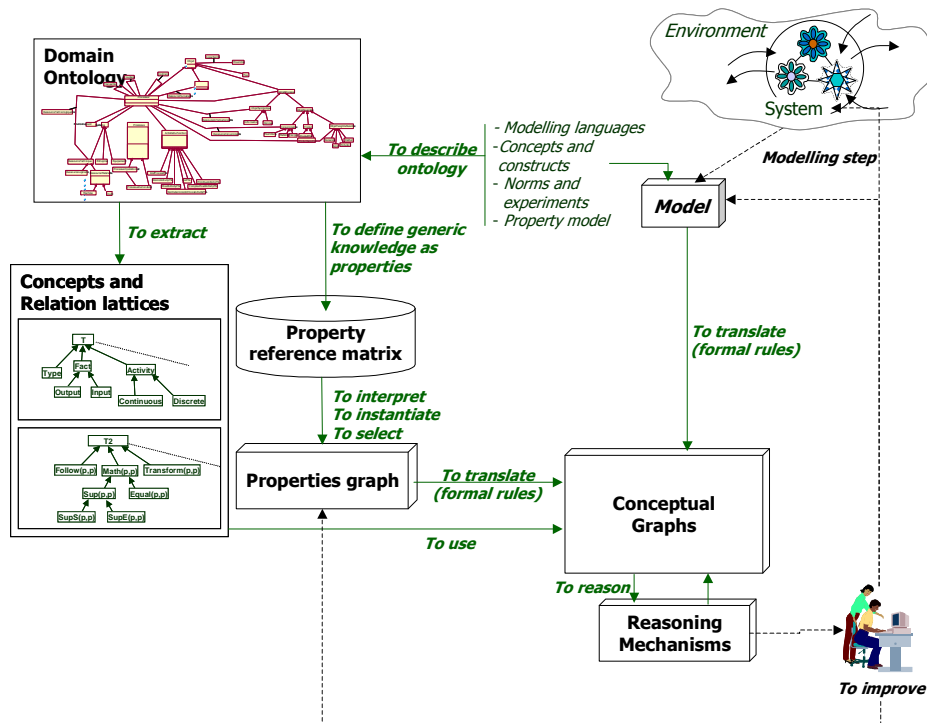 Domain
Ontology
Environment
System
- Modelling languages
-Concepts and
constructs
- Norms and
experiments
- Property model
To describe
ontology
Modelling step
Model
To extract
To define generic
knowledge as
properties
Concepts and
Relation lattices
T
Type
Fact
Activity
Output
Input
Continuous
Discrete
Property
reference matrix
To translate
(formal rules)
To interpret
To instantiate
To select
T2
Follow(p,p)
Math(p,p)
Transform(p,p)
Sup(p,p)
Equal(p,p)
SupS(p,p)
SupE(p,p)
Properties graph
To translate
(formal rules)
Conceptual
Graphs
To use
To reason
Reasoning
Mechanisms
To improve